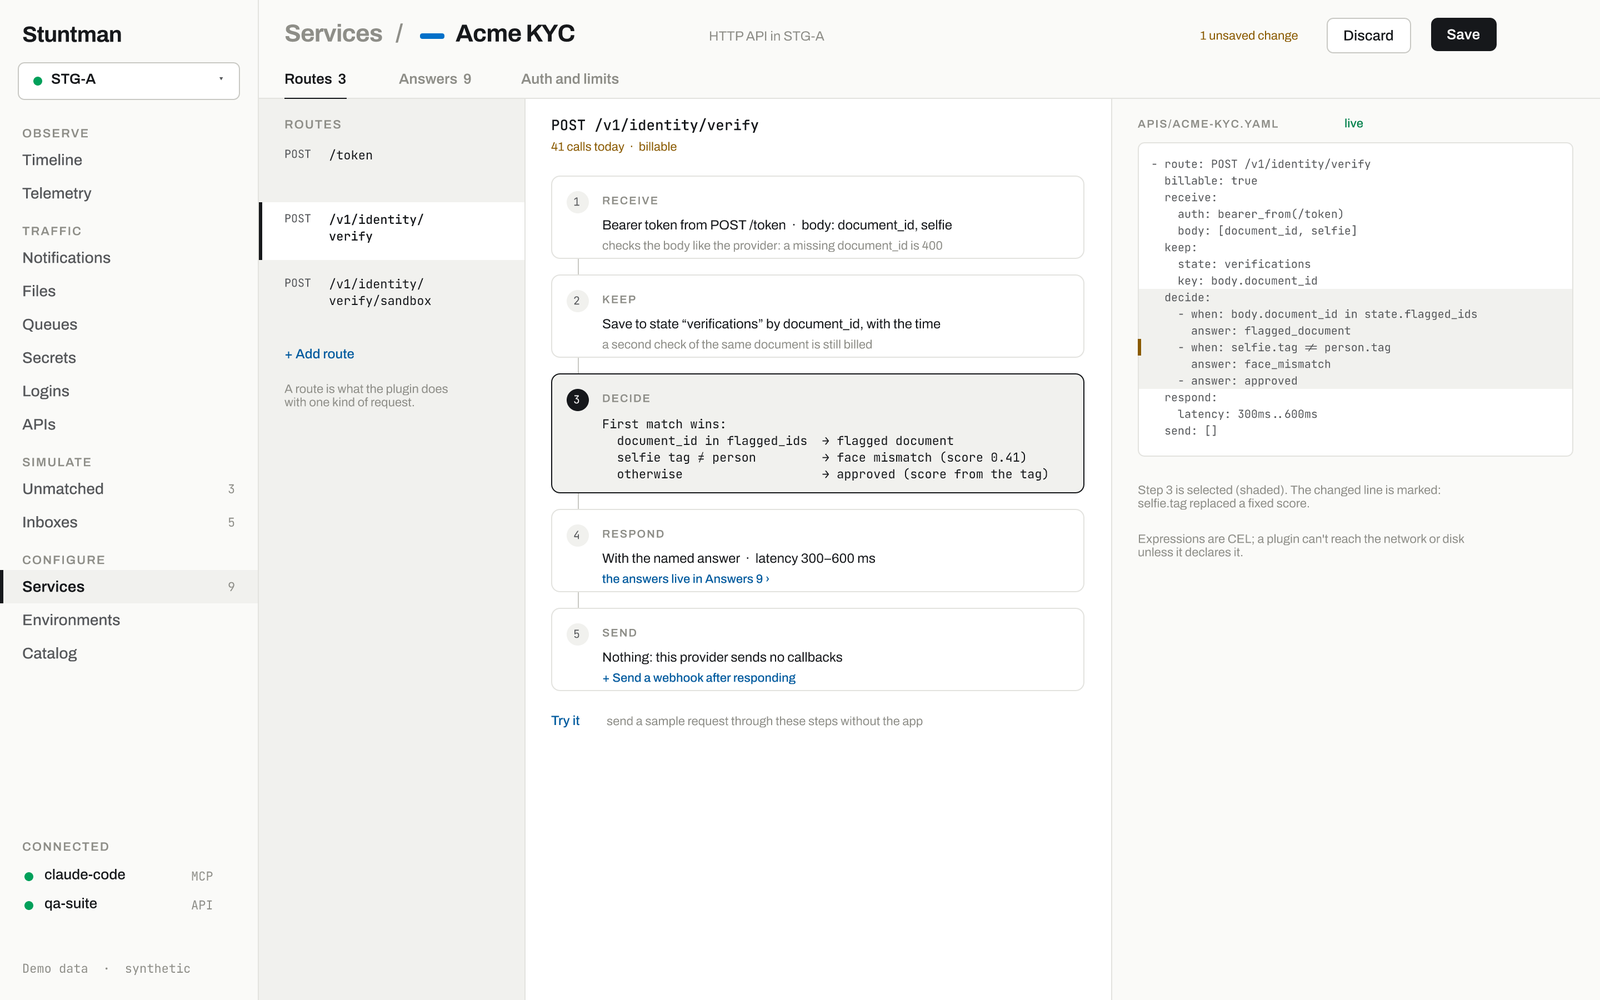 Stuntman
STG-A
OBSERVE
Timeline
Telemetry
TRAFFIC
Notifications
Files
Queues
Secrets
Logins
APIs
SIMULATE
Unmatched 3
Inboxes 5
CONFIGURE
Services 9
Environments
Catalog
CONNECTED
claude-code MCP
qa-suite API
Demo data · synthetic
Services / Acme KYC
HTTP API in STG-A
1 unsaved change
Discard
Save
Routes 3
Answers 9
Auth and limits
ROUTES
POST /token
POST /v1/identity/
verify
POST /v1/identity/
verify/sandbox
+ Add route
A route is what the plugin does
with one kind of request.
POST /v1/identity/verify
41 calls today · billable
1 RECEIVE
Bearer token from POST /token · body: document_id, selfie
checks the body like the provider: a missing document_id is 400
2 KEEP
Save to state “verifications” by document_id, with the time
a second check of the same document is still billed
3 DECIDE
First match wins:
document_id in flagged_ids → flagged document
selfie tag ≠ person → face mismatch (score 0.41)
otherwise → approved (score from the tag)
4 RESPOND
With the named answer · latency 300–600 ms
the answers live in Answers 9 ›
5 SEND
Nothing: this provider sends no callbacks
+ Send a webhook after responding
Try it send a sample request through these steps without the app
APIS/ACME-KYC.YAML live
- route: POST /v1/identity/verify
billable: true
receive:
auth: bearer_from(/token)
body: [document_id, selfie]
keep:
state: verifications
key: body.document_id
decide:
- when: body.document_id in state.flagged_ids
answer: flagged_document
- when: selfie.tag != person.tag
answer: face_mismatch
- answer: approved
respond:
latency: 300ms..600ms
send: []
Step 3 is selected (shaded). The changed line is marked:
selfie.tag replaced a fixed score.
Expressions are CEL; a plugin can't reach the network or disk
unless it declares it.